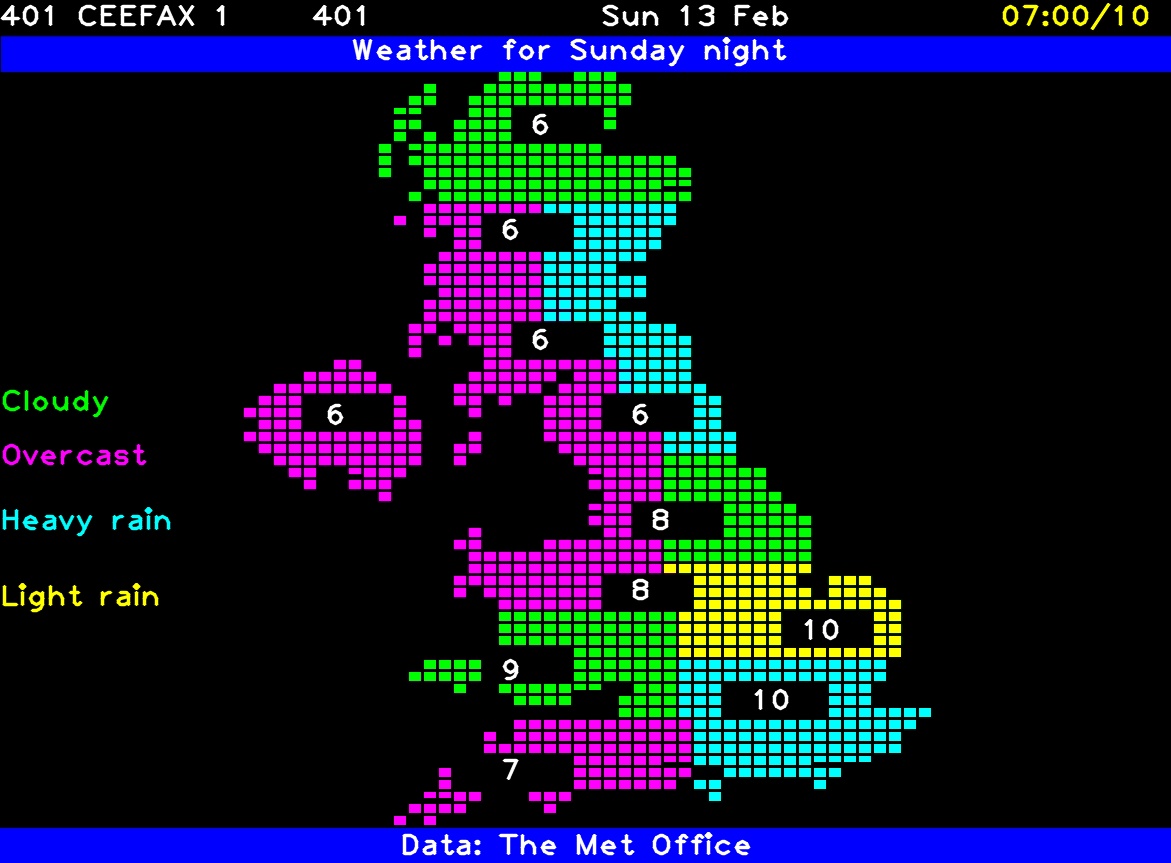 401 CEEFAX 1 401 Sun 13 Feb 07:00/10
Weather for Sunday night
6
6
6
Cloudy
6 6
Overcast
Heavy rain
8
Light rain
8
10
9
10
7
Data: The Met Office